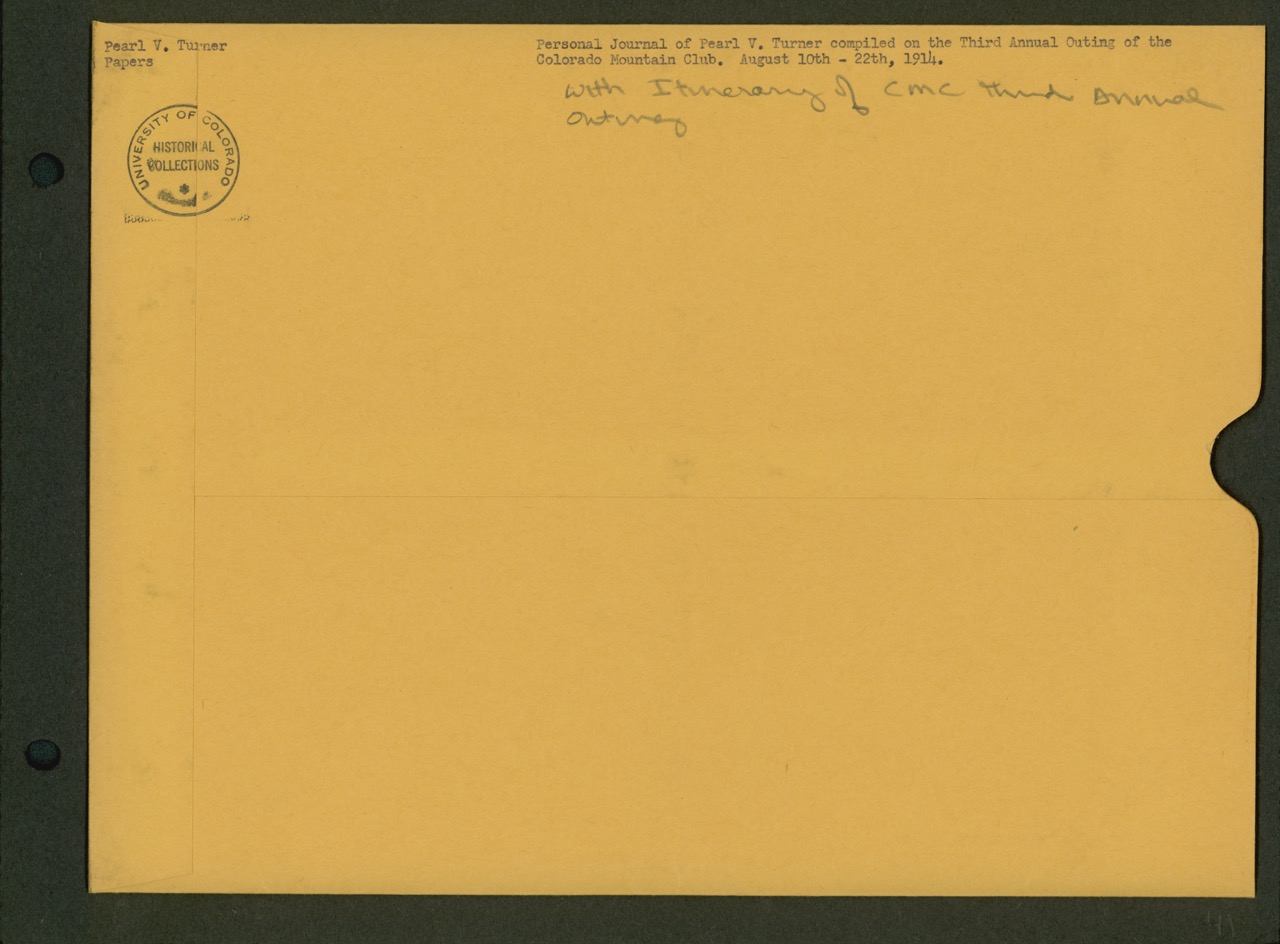 Pearl V. Turner
Papers
Personal Journal of Pearl V. Turner compiled on the Third Annual Outing of the
Colorado Mountain Club. August 10th - 22th, 1914.
with Itinerary of CMC third Annual
Outing
UNIVERSITY OF COLORADO
HISTORICAL
COLLECTIONS